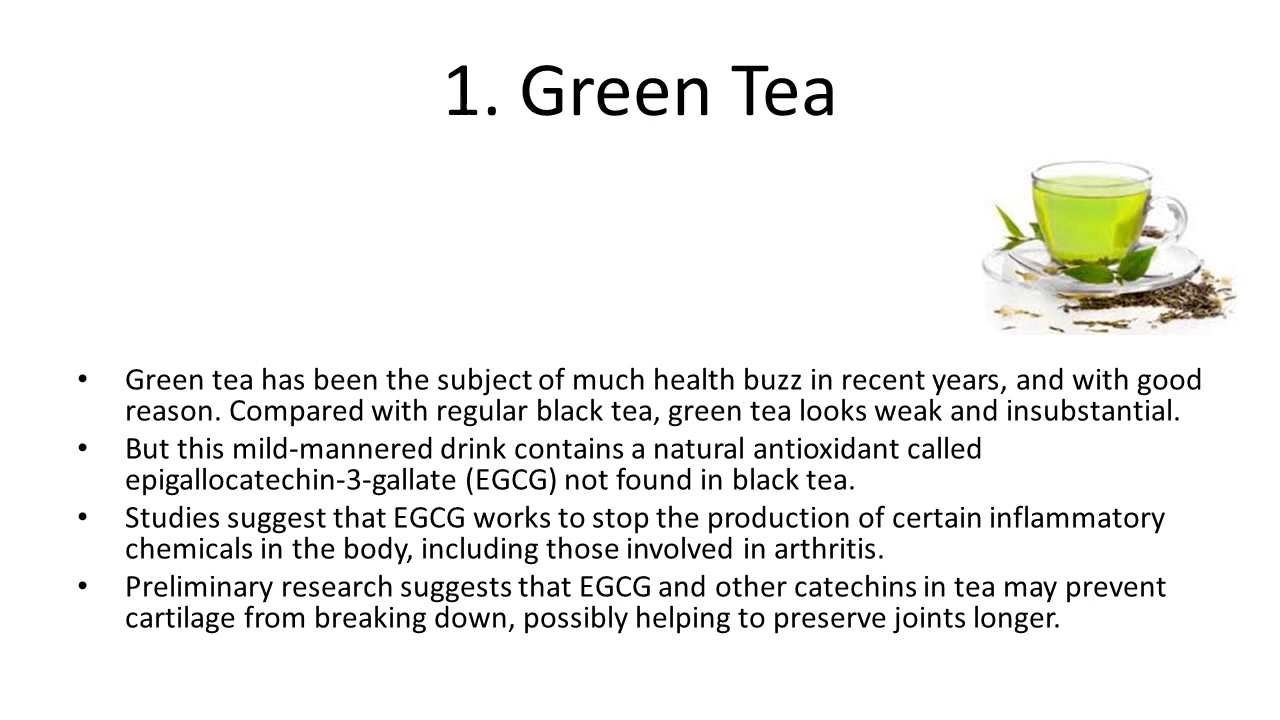 1. Green Tea
• Green tea has been the subject of much health buzz in recent years, and with good
reason. Compared with regular black tea, green tea looks weak and insubstantial.
• But this mild-mannered drink contains a natural antioxidant called
epigallocatechin-3-gallate (EGCG) not found in black tea.
• Studies suggest that EGCG works to stop the production of certain inflammatory
chemicals in the body, including those involved in arthritis.
• Preliminary research suggests that EGCG and other catechins in tea may prevent
cartilage from breaking down, possibly helping to preserve joints longer.